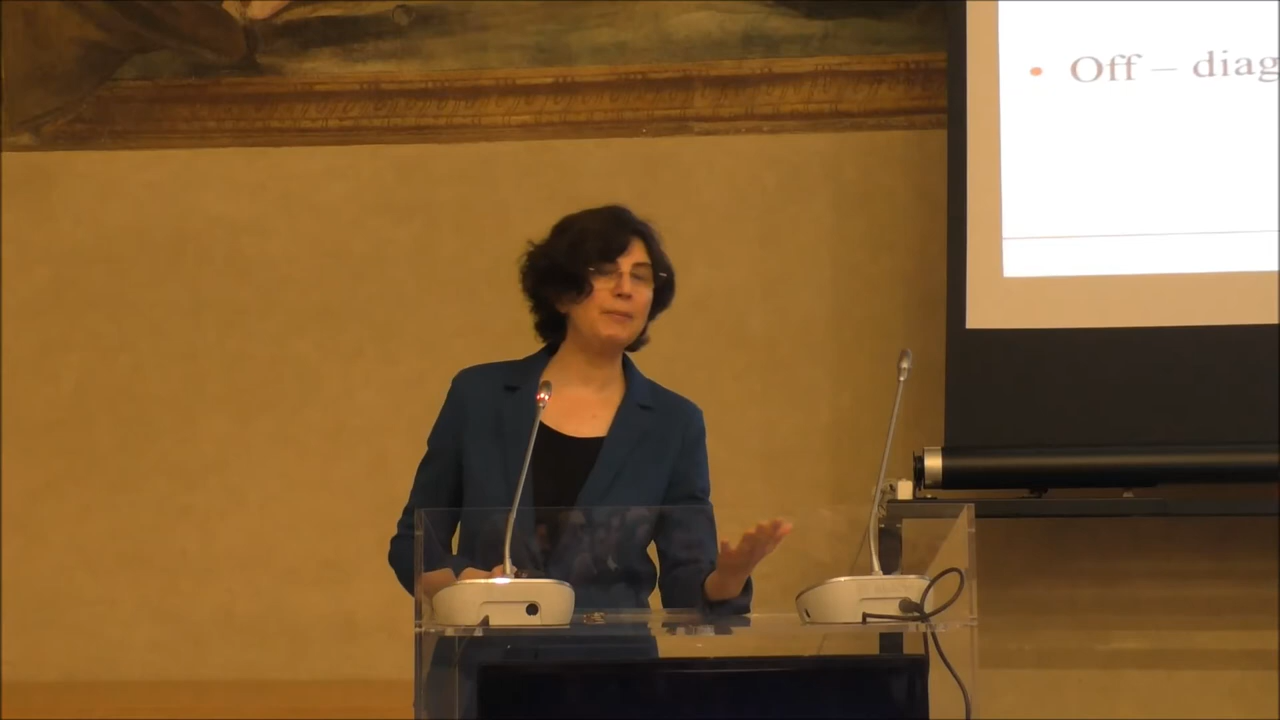 • Off – diag